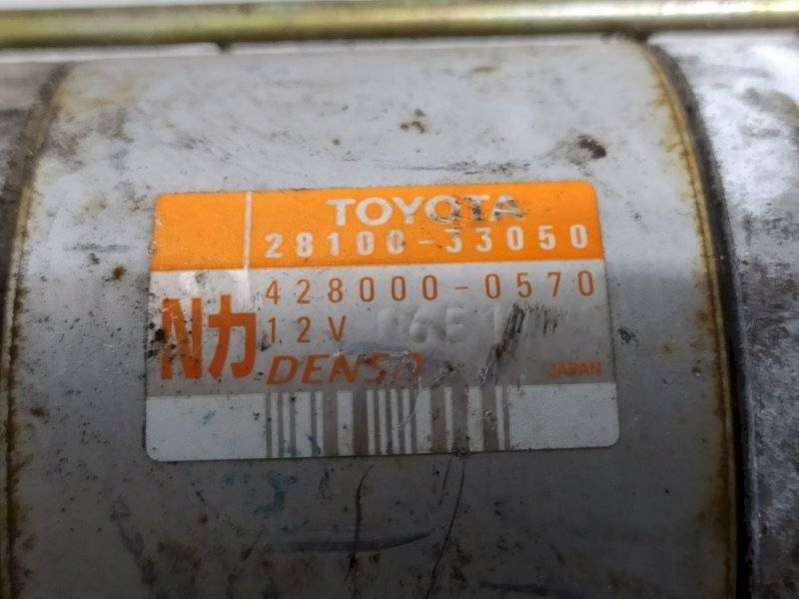 TOYOTA
28100-33050
428000-0570
Nカ
12V
DENSO
JAPAN